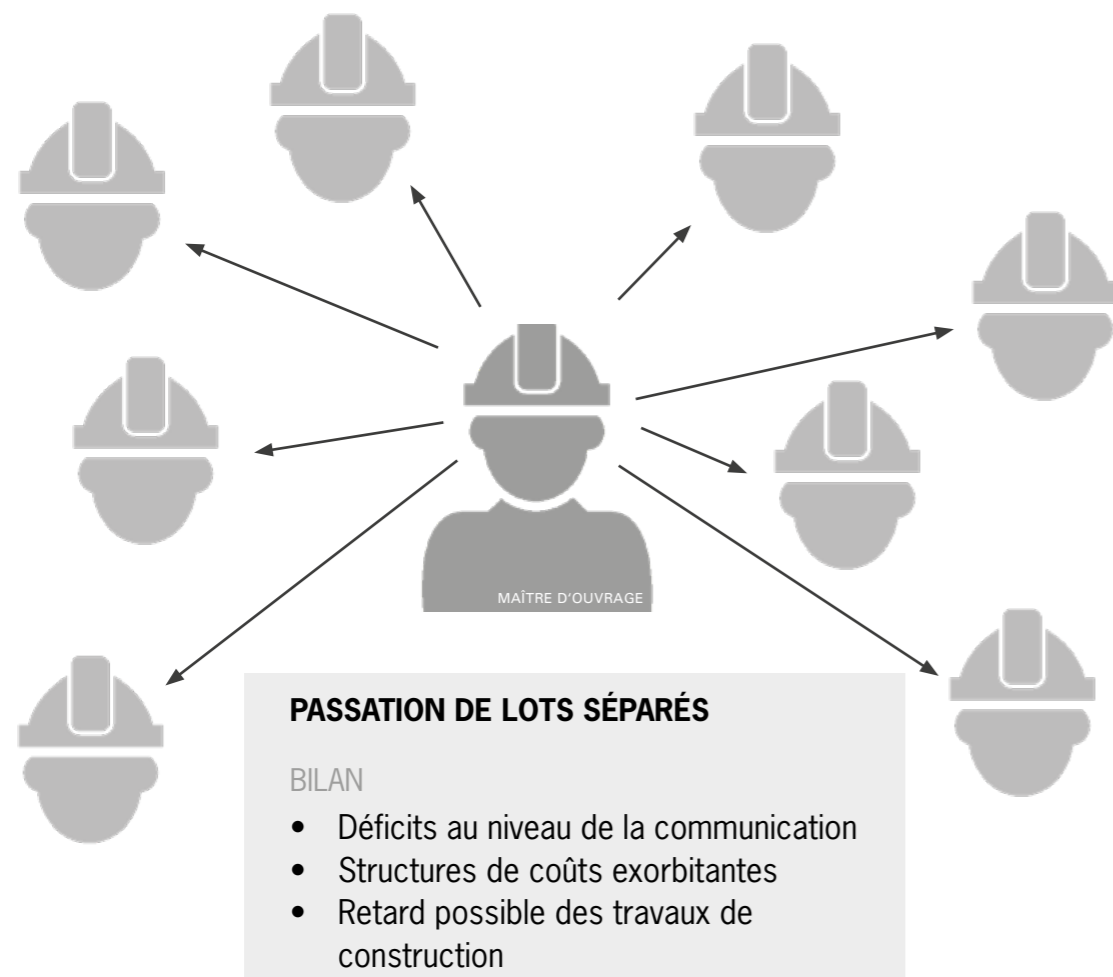 MAÎTRE D'OUVRAGE
PASSATION DE LOTS SÉPARÉS
BILAN
• Déficits au niveau de la communication
• Structures de coûts exorbitantes
• Retard possible des travaux de
construction